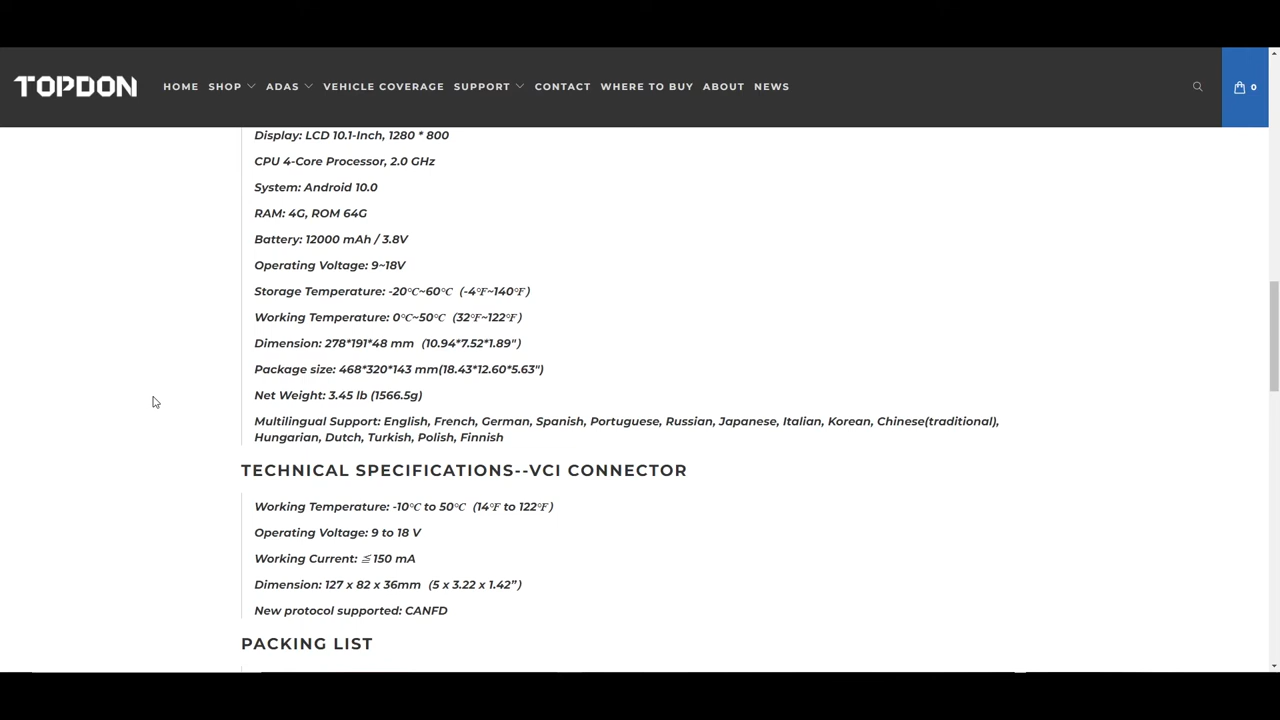 TOPDON HOME SHOP ADAS VEHICLE COVERAGE SUPPORT CONTACT WHERE TO BUY ABOUT NEWS 0
Display: LCD 10.1-Inch, 1280 * 800
CPU 4-Core Processor, 2.0 GHz
System: Android 10.0
RAM: 4G, ROM 64G
Battery: 12000 mAh / 3.8V
Operating Voltage: 9~18V
Storage Temperature: -20℃~60℃（-4℉~140℉）
Working Temperature: 0℃~50℃（32℉~122℉）
Dimension: 278*191*48 mm（10.94*7.52*1.89"）
Package size: 468*320*143 mm(18.43*12.60*5.63")
Net Weight: 3.45 lb (1566.5g)
Multilingual Support: English, French, German, Spanish, Portuguese, Russian, Japanese, Italian, Korean, Chinese(traditional),
Hungarian, Dutch, Turkish, Polish, Finnish
TECHNICAL SPECIFICATIONS--VCI CONNECTOR
Working Temperature: -10℃ to 50℃（14℉ to 122℉）
Operating Voltage: 9 to 18 V
Working Current: ≦150 mA
Dimension: 127 x 82 x 36mm（5 x 3.22 x 1.42”）
New protocol supported: CANFD
PACKING LIST